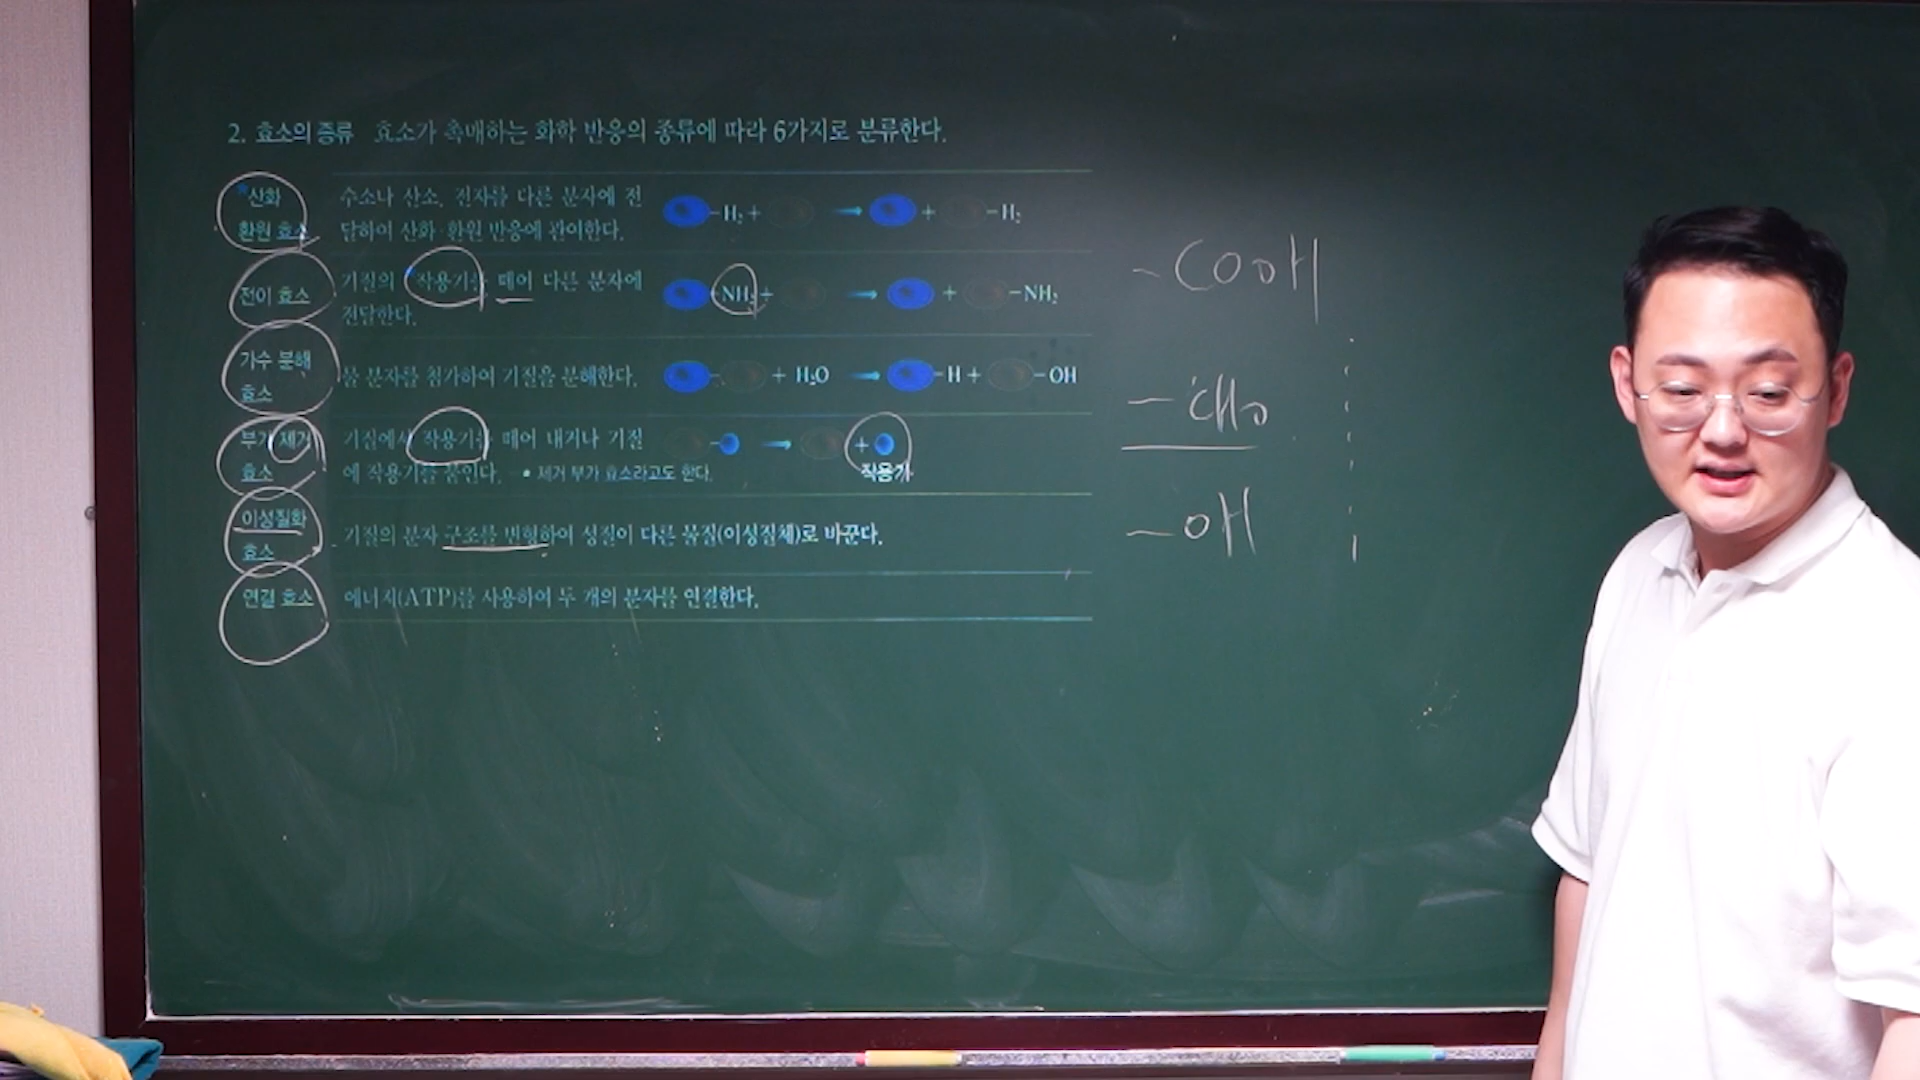 2. 효소의 종류 효소가 촉매하는 화학 반응의 종류에 따라 6가지로 분류한다.
*산화
환원 효소
수소나 산소, 전자를 다른 분자에 전
달하여 산화·환원 반응에 관여한다.
-H₂ + → + -H₂
전이 효소
기질의 작용기를 떼어 다른 분자에
전달한다.
-NH₂ + → + -NH₂
가수 분해
효소
물 분자를 첨가하여 기질을 분해한다.
- + H₂O → -H + -OH
부가 제거
효소
기질에서 작용기를 떼어 내거나 기질
에 작용기를 붙인다. • 제거 부가 효소라고도 한다.
- → +
작용기
이성질화
효소
기질의 분자 구조를 변형하여 성질이 다른 물질(이성질체)로 바꾼다.
연결 효소
에너지(ATP)를 사용하여 두 개의 분자를 연결한다.
-COOH
-CHO
-OH